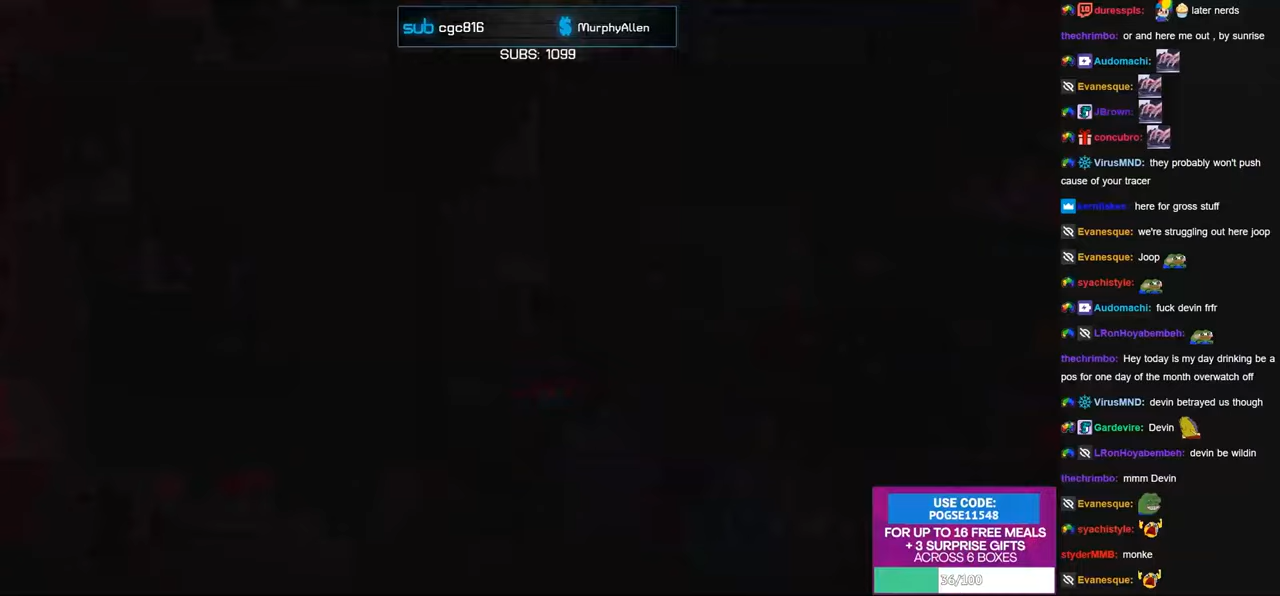 sub cgc816 MurphyAllen
SUBS: 1099
duresspls: later nerds
thechrimbo: or and here me out , by sunrise
Audomachi:
Evanesque:
JBrown:
concubro:
VirusMND: they probably won't push
cause of your tracer
here for gross stuff
Evanesque: we're struggling out here joop
Evanesque: Joop
syachistyle:
Audomachi: fuck devin frfr
LRonHoyabembeh:
thechrimbo: Hey today is my day drinking be a
pos for one day of the month overwatch off
VirusMND: devin betrayed us though
Gardevire: Devin
LRonHoyabembeh: devin be wildin
thechrimbo: mmm Devin
Evanesque:
syachistyle:
styderMMB: monke
Evanesque:
USE CODE:
POGSE11548
FOR UP TO 16 FREE MEALS
+ 3 SURPRISE GIFTS
ACROSS 6 BOXES
36/100